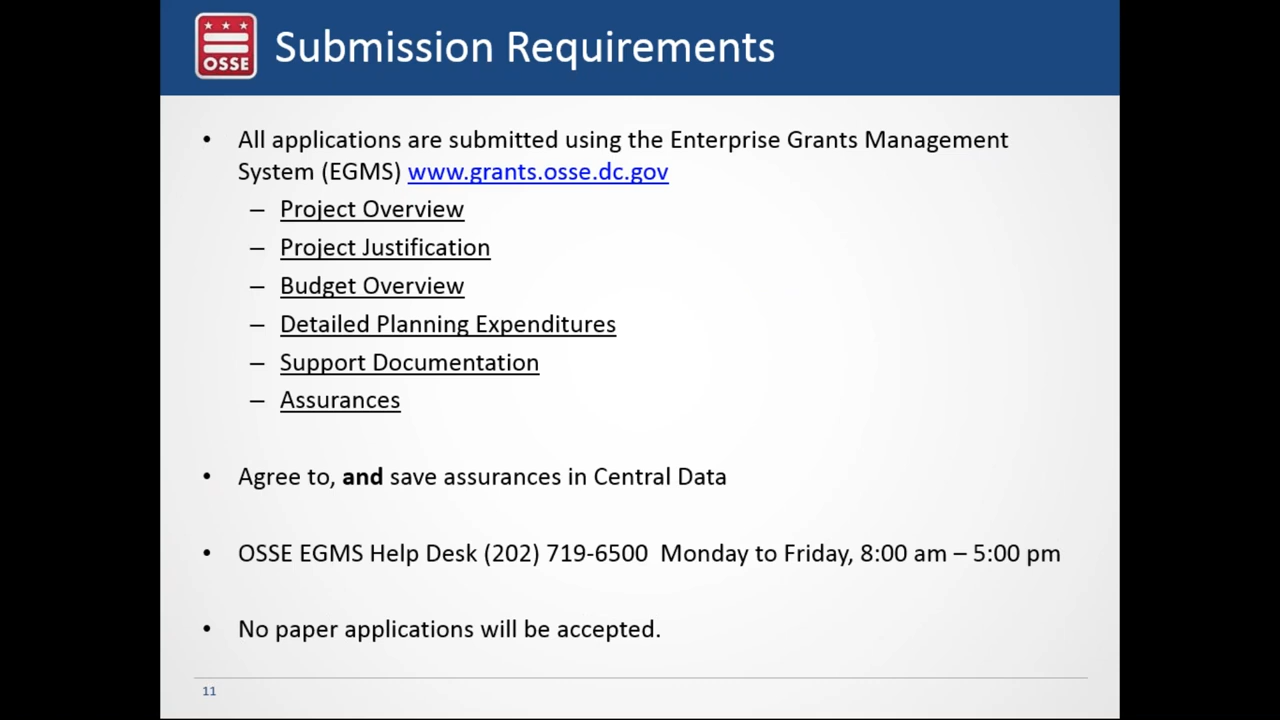 OSSE
Submission Requirements
• All applications are submitted using the Enterprise Grants Management
System (EGMS) www.grants.osse.dc.gov
– Project Overview
– Project Justification
– Budget Overview
– Detailed Planning Expenditures
– Support Documentation
– Assurances
• Agree to, and save assurances in Central Data
• OSSE EGMS Help Desk (202) 719-6500 Monday to Friday, 8:00 am – 5:00 pm
• No paper applications will be accepted.
11